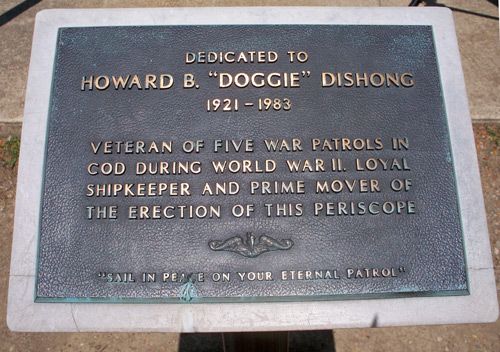 DEDICATED TO
HOWARD B. "DOGGIE" DISHONG
1921 - 1983
VETERAN OF FIVE WAR PATROLS IN
COD DURING WORLD WAR II. LOYAL
SHIPKEEPER AND PRIME MOVER OF
THE ERECTION OF THIS PERISCOPE
"SAIL IN PEACE ON YOUR ETERNAL PATROL"